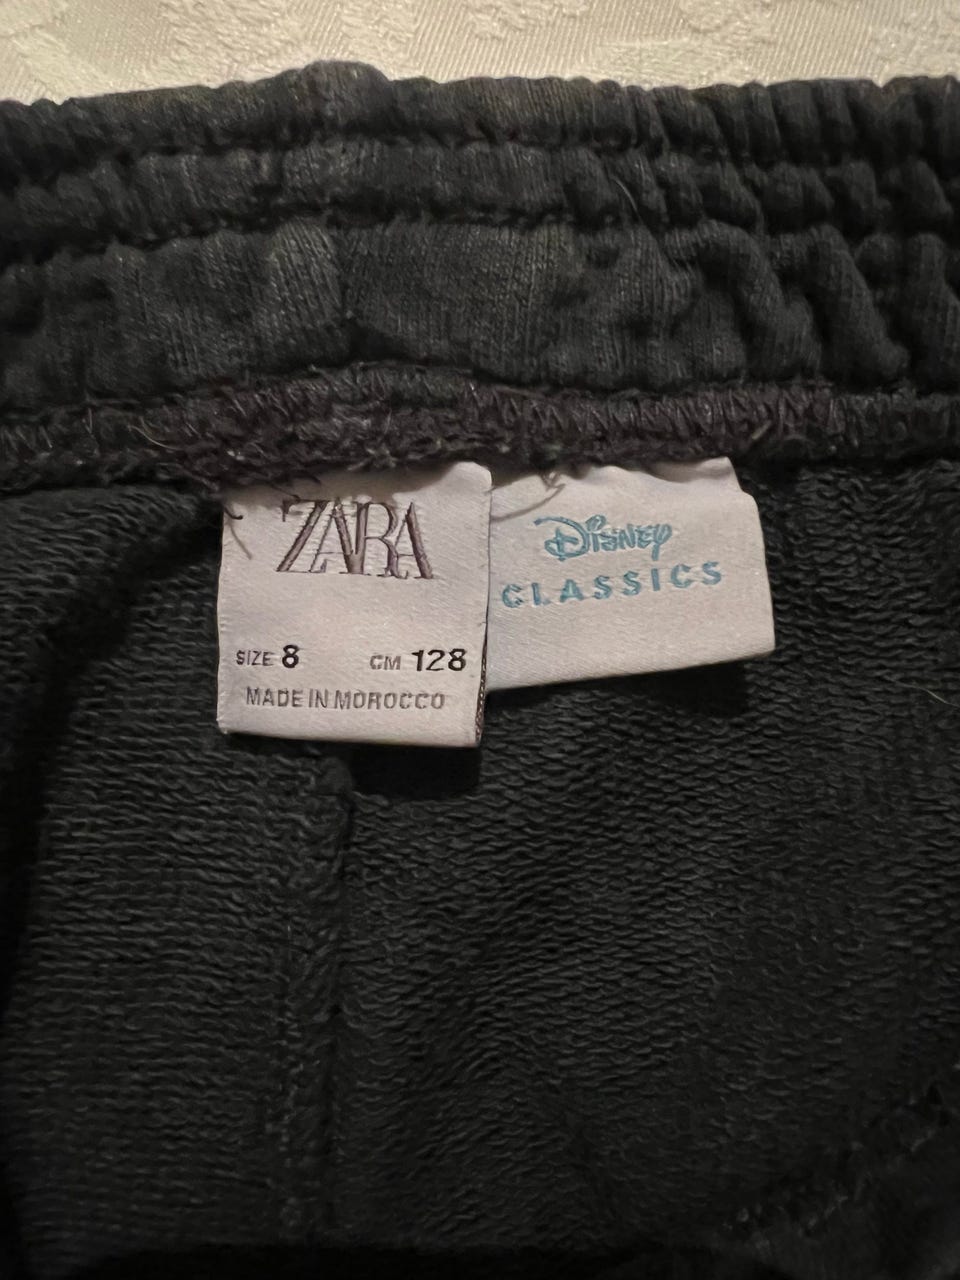 ZARA
SIZE 8 CM 128
MADE IN MOROCCO
Disney
CLASSICS